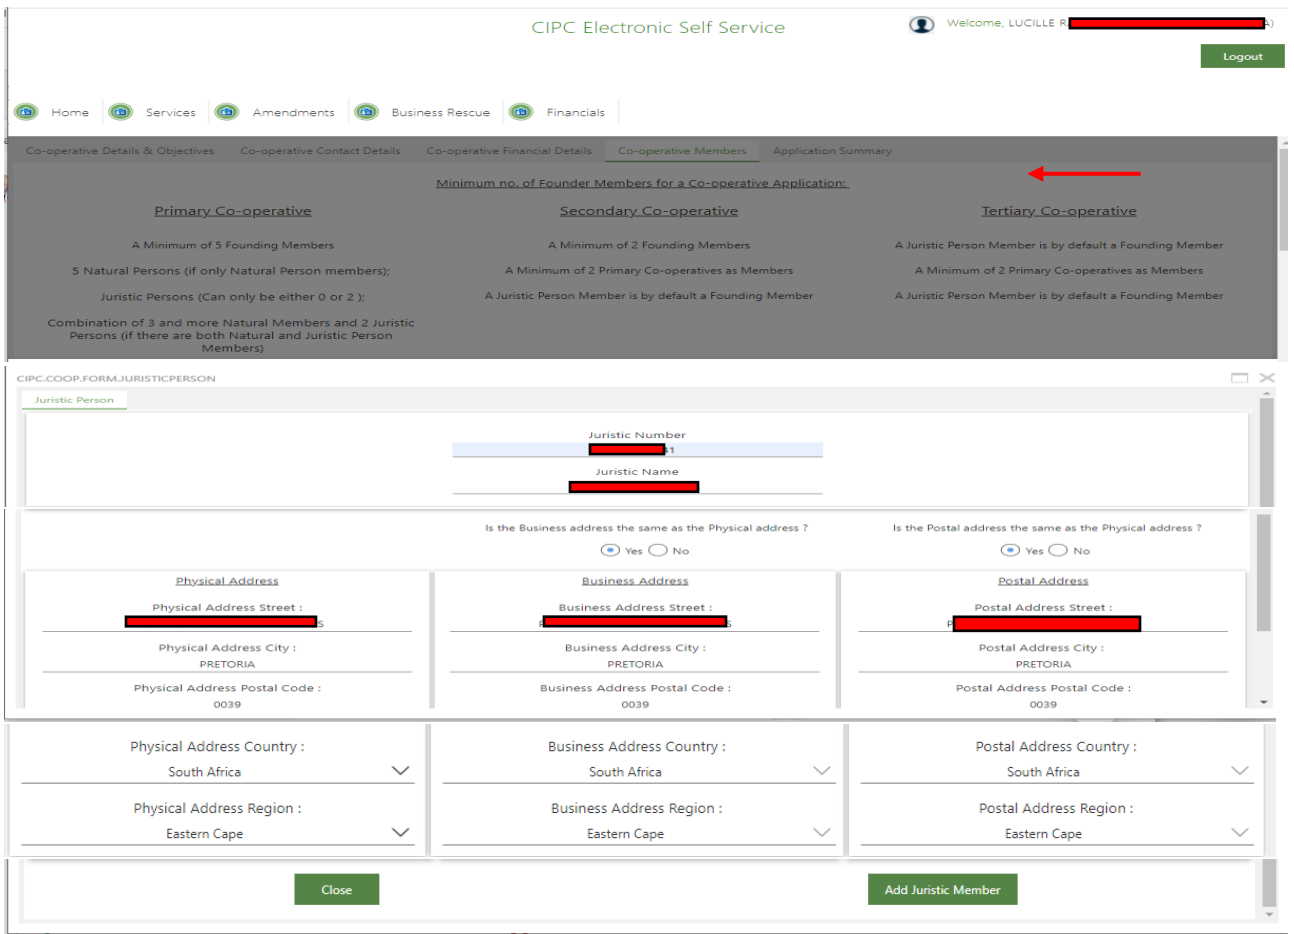 CIPC Electronic Self Service
Welcome, LUCILLE R
Logout
Home Services Amendments Business Rescue Financials
Co-operative Details & Objectives Co-operative Contact Details Co-operative Financial Details Co-operative Members Application Summary
Minimum no. of Founder Members for a Co-operative Application:
Primary Co-operative Secondary Co-operative Tertiary Co-operative
A Minimum of 5 Founding Members A Minimum of 2 Founding Members A Juristic Person Member is by default a Founding Member
5 Natural Persons (if only Natural Person members); A Minimum of 2 Primary Co-operatives as Members A Minimum of 2 Primary Co-operatives as Members
Juristic Persons (Can only be either 0 or 2 ); A Juristic Person Member is by default a Founding Member A Juristic Person Member is by default a Founding Member
Combination of 3 and more Natural Members and 2 Juristic
Persons (if there are both Natural and Juristic Person
Members)
CIPC.COOP.FORM.JURISTICPERSON
Juristic Person
Juristic Number
Juristic Name
Is the Business address the same as the Physical address ? Is the Postal address the same as the Physical address ?
Yes No Yes No
Physical Address Business Address Postal Address
Physical Address Street : Business Address Street : Postal Address Street :
Physical Address City : Business Address City : Postal Address City :
PRETORIA PRETORIA PRETORIA
Physical Address Postal Code : Business Address Postal Code : Postal Address Postal Code :
0039 0039 0039
Physical Address Country : Business Address Country : Postal Address Country :
South Africa South Africa South Africa
Physical Address Region : Business Address Region : Postal Address Region :
Eastern Cape Eastern Cape Eastern Cape
Close Add Juristic Member